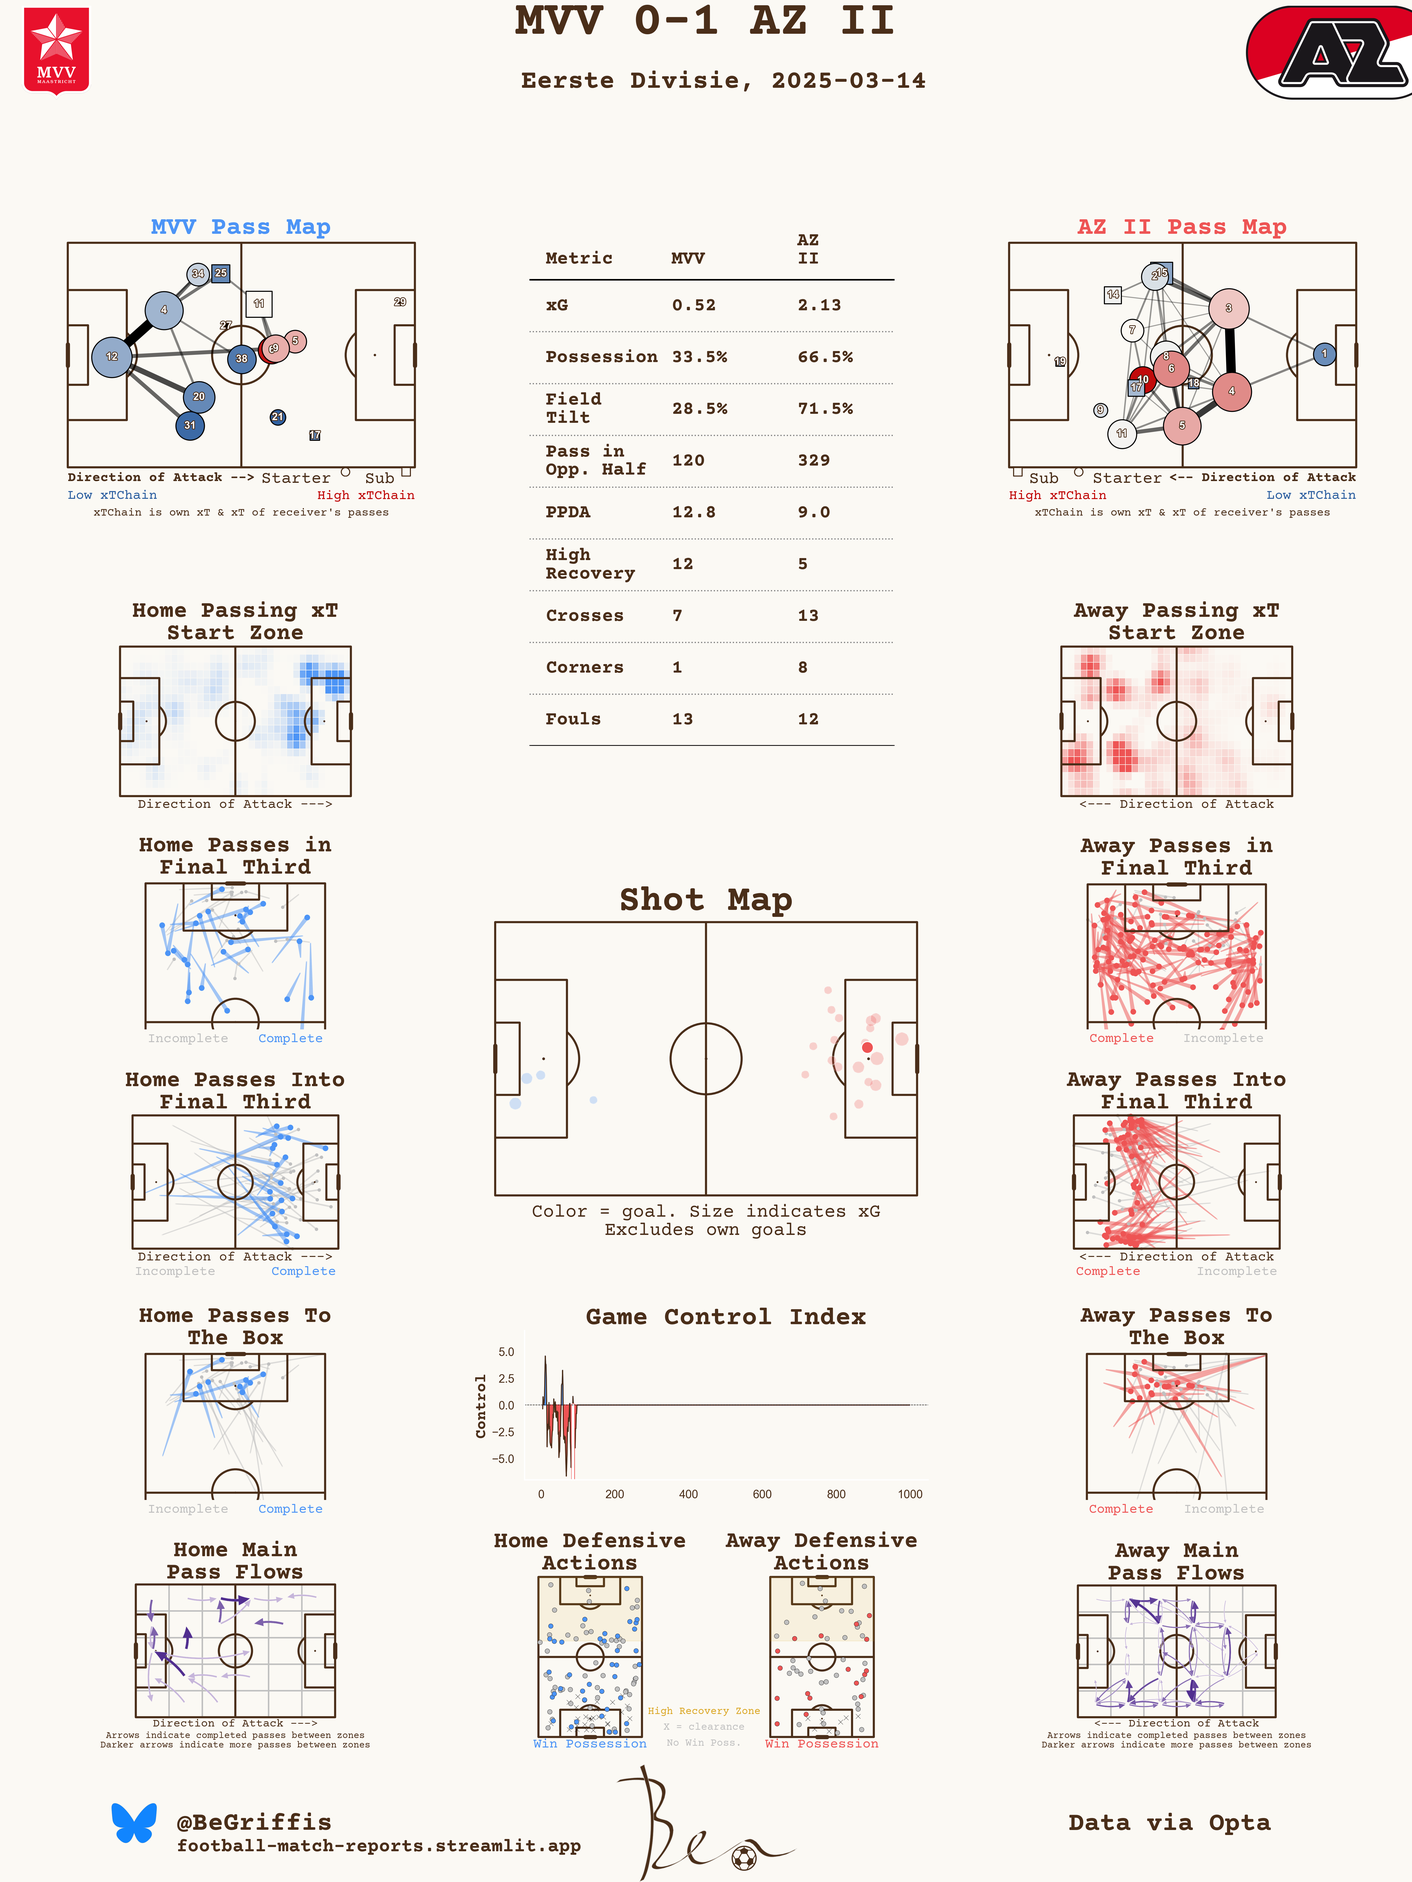 MVV 0-1 AZ II
Eerste Divisie, 2025-03-14
MVV
MAASTRICHT
AZ
MVV Pass Map
34
25
4
11
29
27
12
38
9
5
20
31
21
17
Direction of Attack --> Starter Sub
Low xTChain High xTChain
xTChain is own xT & xT of receiver's passes
Metric MVV AZ II
xG 0.52 2.13
Possession 33.5% 66.5%
Field Tilt 28.5% 71.5%
Pass in Opp. Half 120 329
PPDA 12.8 9.0
High Recovery 12 5
Crosses 7 13
Corners 1 8
Fouls 13 12
AZ II Pass Map
2
15
14
3
7
8
1
19
6
10
17
18
4
9
11
5
Sub Starter <-- Direction of Attack
High xTChain Low xTChain
xTChain is own xT & xT of receiver's passes
Home Passing xT
Start Zone
Direction of Attack --->
Away Passing xT
Start Zone
<--- Direction of Attack
Home Passes in
Final Third
Incomplete Complete
Away Passes in
Final Third
Complete Incomplete
Shot Map
Color = goal. Size indicates xG
Excludes own goals
Home Passes Into
Final Third
Direction of Attack --->
Incomplete Complete
Away Passes Into
Final Third
<--- Direction of Attack
Complete Incomplete
Home Passes To
The Box
Incomplete Complete
Game Control Index
Control
5.0
2.5
0.0
−2.5
−5.0
0 200 400 600 800 1000
Away Passes To
The Box
Complete Incomplete
Home Main
Pass Flows
Direction of Attack --->
Arrows indicate completed passes between zones
Darker arrows indicate more passes between zones
Home Defensive
Actions
Win Possession
High Recovery Zone
X = clearance
No Win Poss.
Away Defensive
Actions
Win Possession
Away Main
Pass Flows
<--- Direction of Attack
Arrows indicate completed passes between zones
Darker arrows indicate more passes between zones
@BeGriffis
football-match-reports.streamlit.app
Ben
Data via Opta